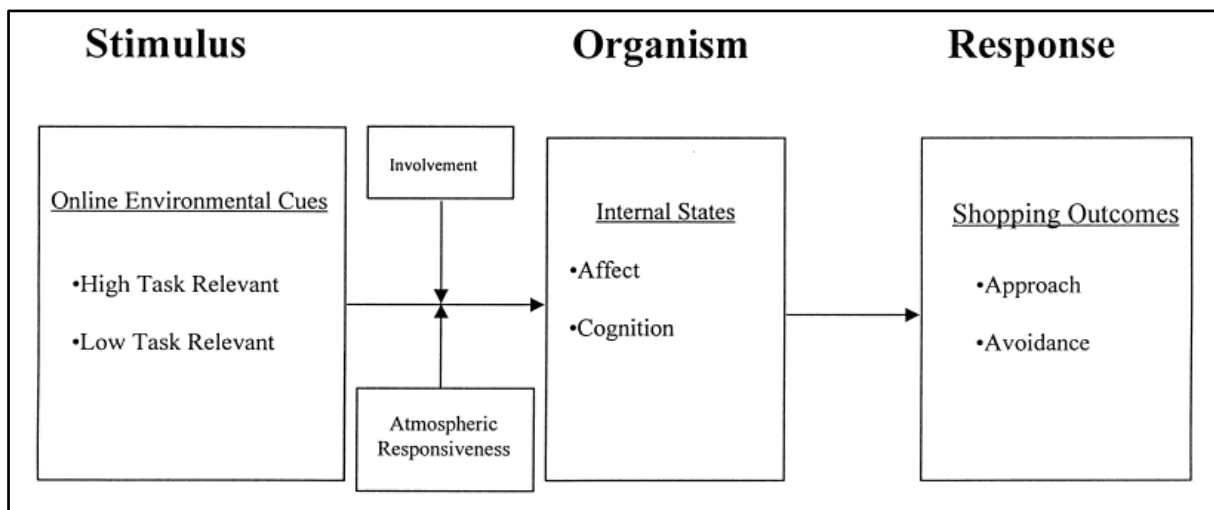 Stimulus
Organism
Response
Online Environmental Cues
•High Task Relevant
•Low Task Relevant
Involvement
Atmospheric
Responsiveness
Internal States
•Affect
•Cognition
Shopping Outcomes
•Approach
•Avoidance